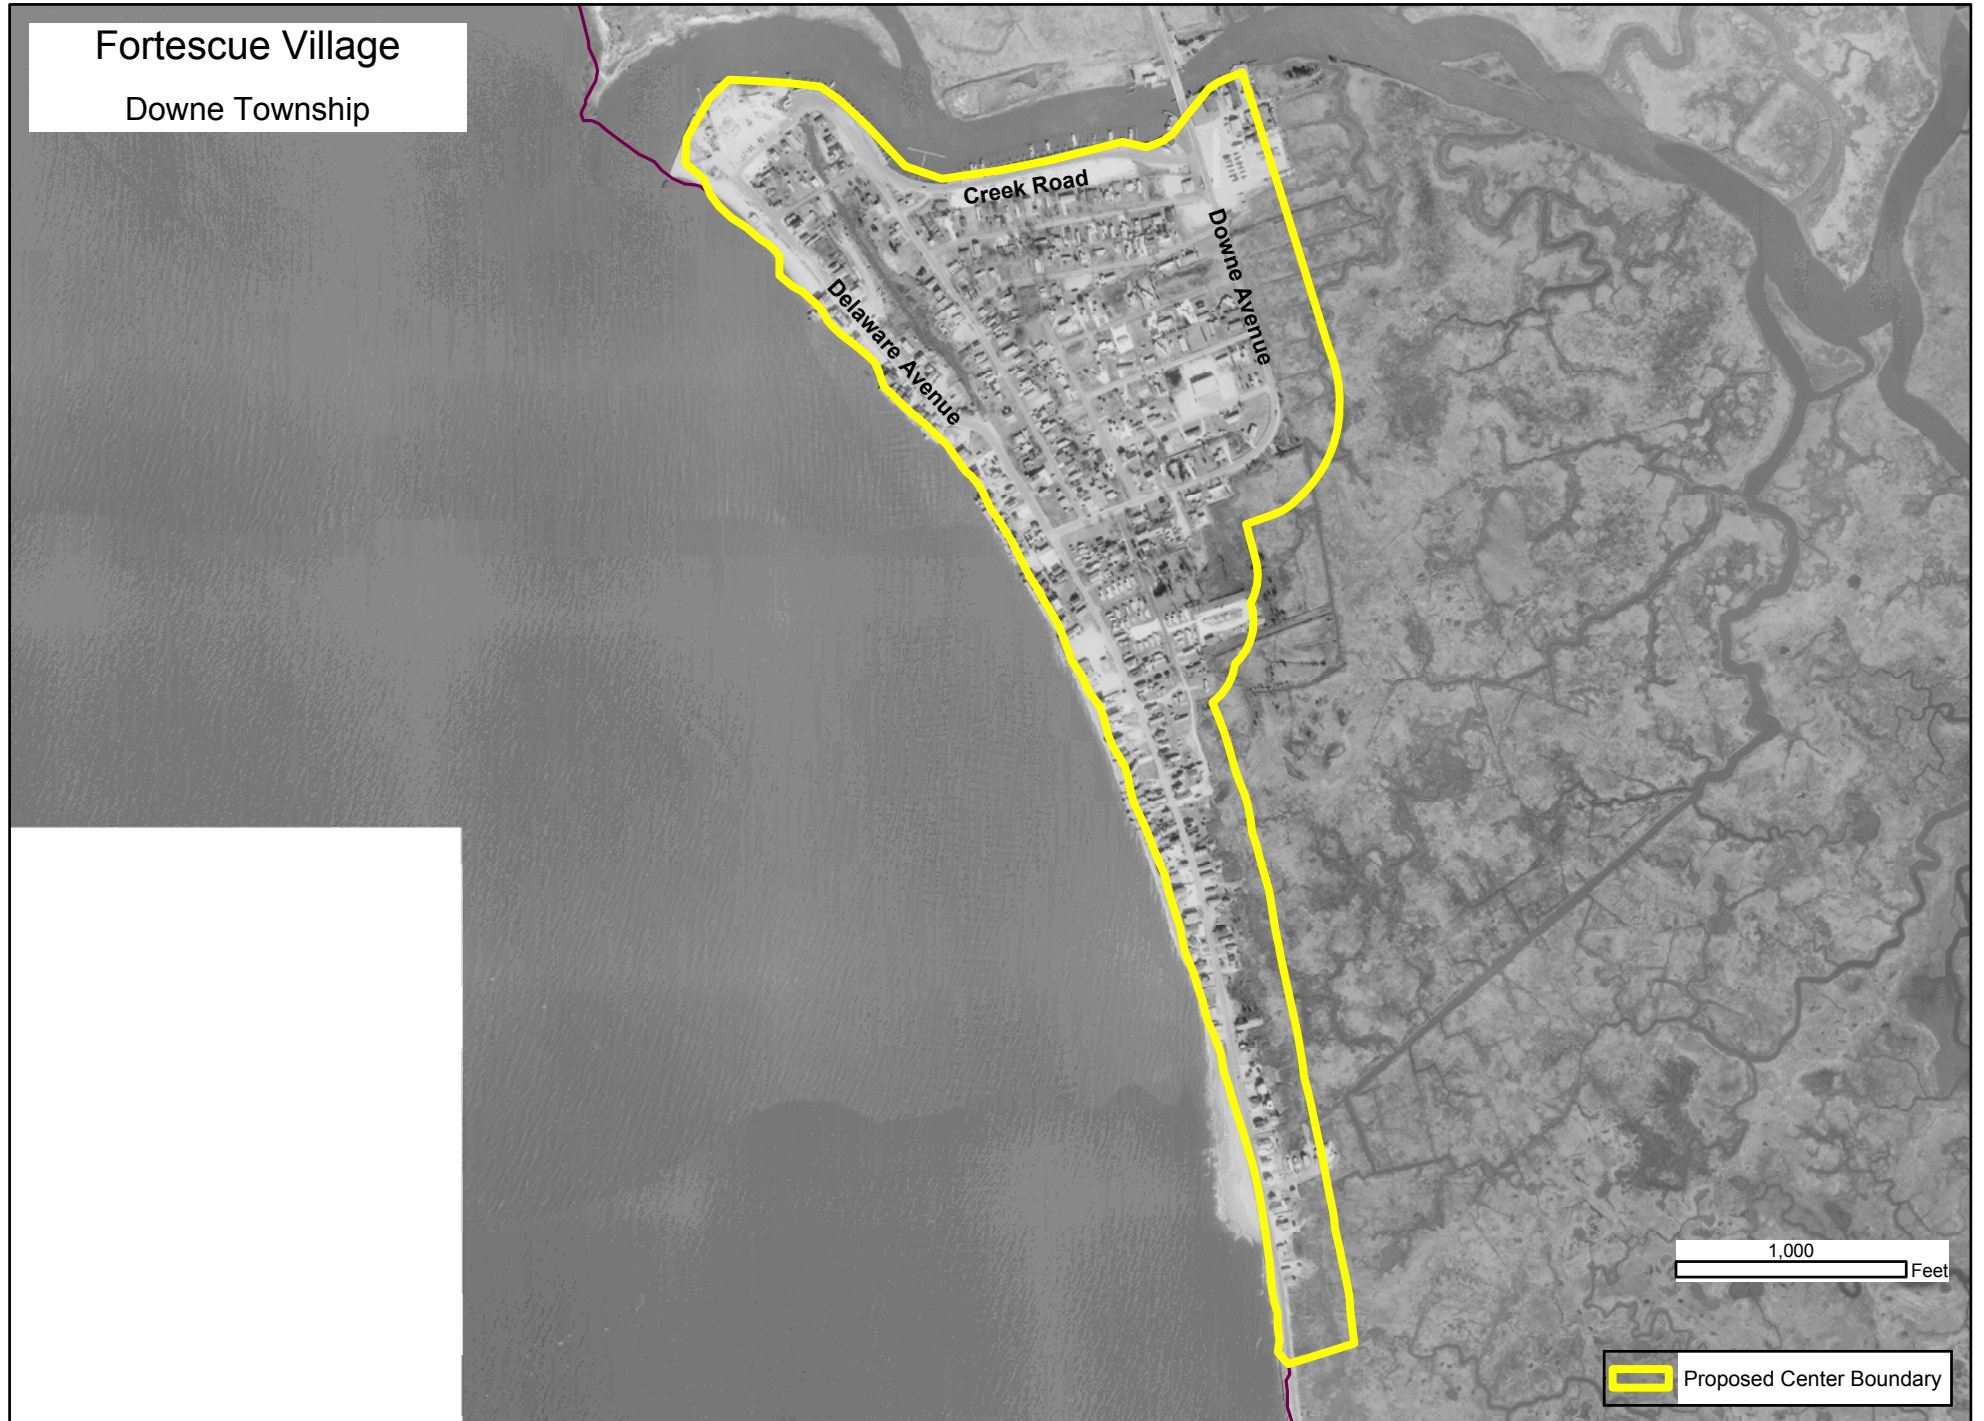 Fortescue Village
Downe Township
Creek Road
Downe Avenue
Delaware Avenue
1,000
Feet
Proposed Center Boundary